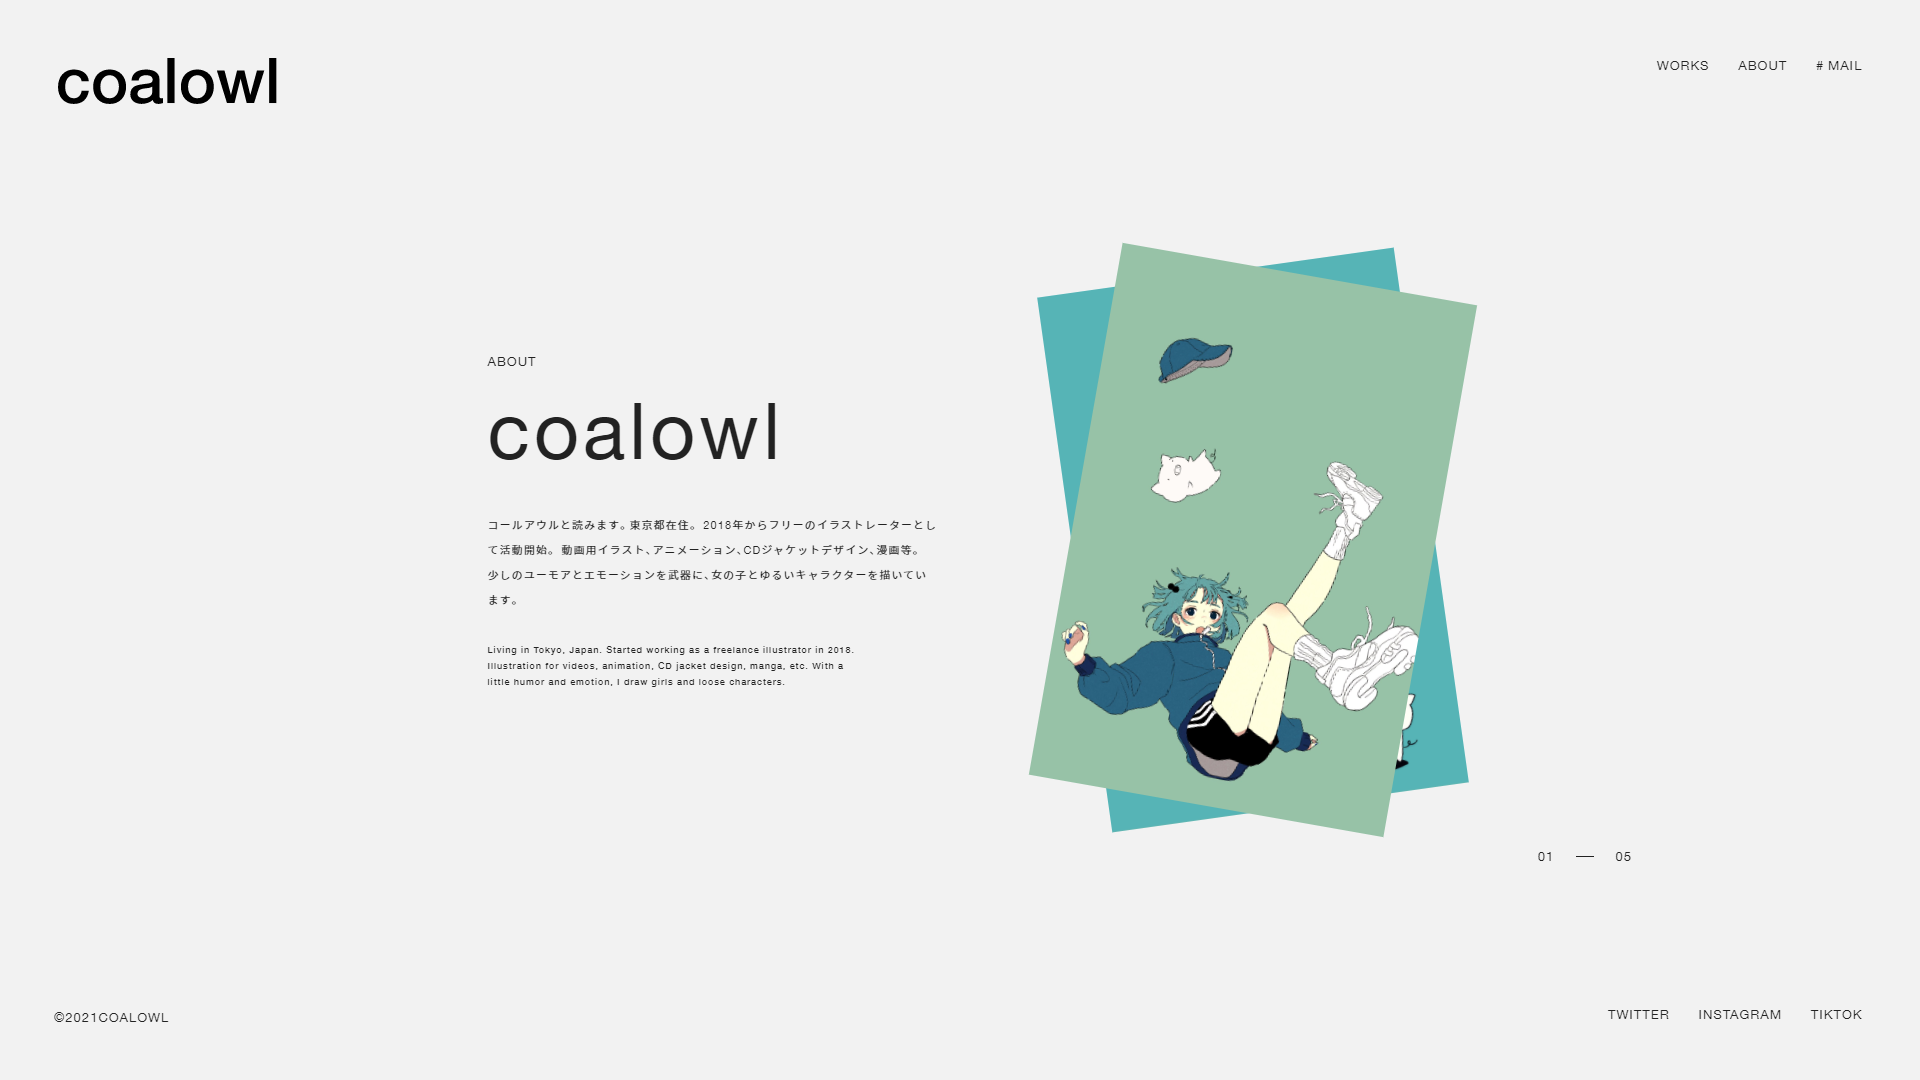 coalowl
WORKS ABOUT # MAIL
ABOUT
coalowl
コールアウルと読みます。東京都在住。 2018年からフリーのイラストレーターとし
て活動開始。 動画用イラスト、アニメーション、CDジャケットデザイン、漫画等。
少しのユーモアとエモーションを武器に、女の子とゆるいキャラクターを描いてい
ます。
Living in Tokyo, Japan. Started working as a freelance illustrator in 2018.
Illustration for videos, animation, CD jacket design, manga, etc. With a
little humor and emotion, I draw girls and loose characters.
01 — 05
©2021COALOWL
TWITTER INSTAGRAM TIKTOK